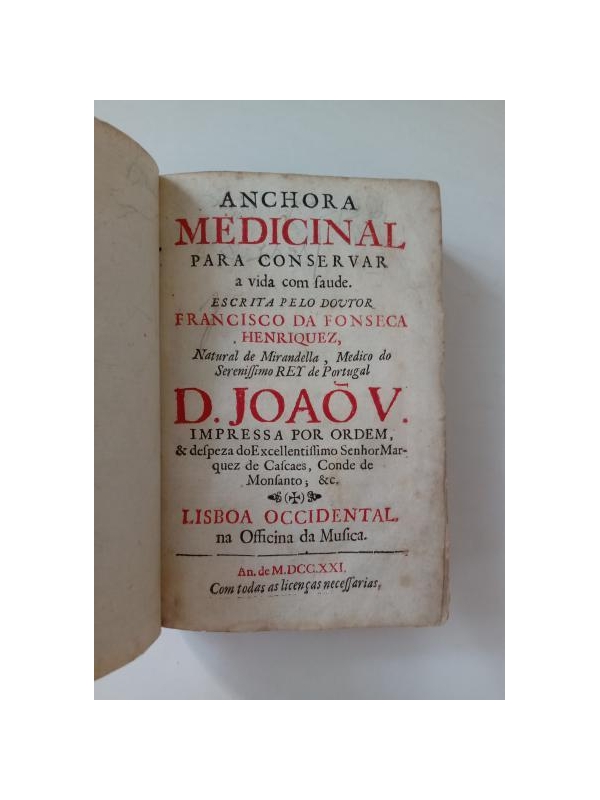 ANCHORA
MEDICINAL
PARA CONSERVAR
a vida com ſaude.
ESCRITA PELO DOVTOR
FRANCISCO DA FONSECA
HENRIQUEZ,
Natural de Mirandella, Medico do
Sereniſſimo REY de Portugal
D. JOAÕ V.
IMPRESSA POR ORDEM,
& deſpeza do Excellentiſſimo Senhor Mar-
quez de Caſcaes, Conde de
Monſanto; &c.
LISBOA OCCIDENTAL,
na Officina da Muſica.
An. de M.DCC.XXI.
Com todas as licenças neceſſarias,